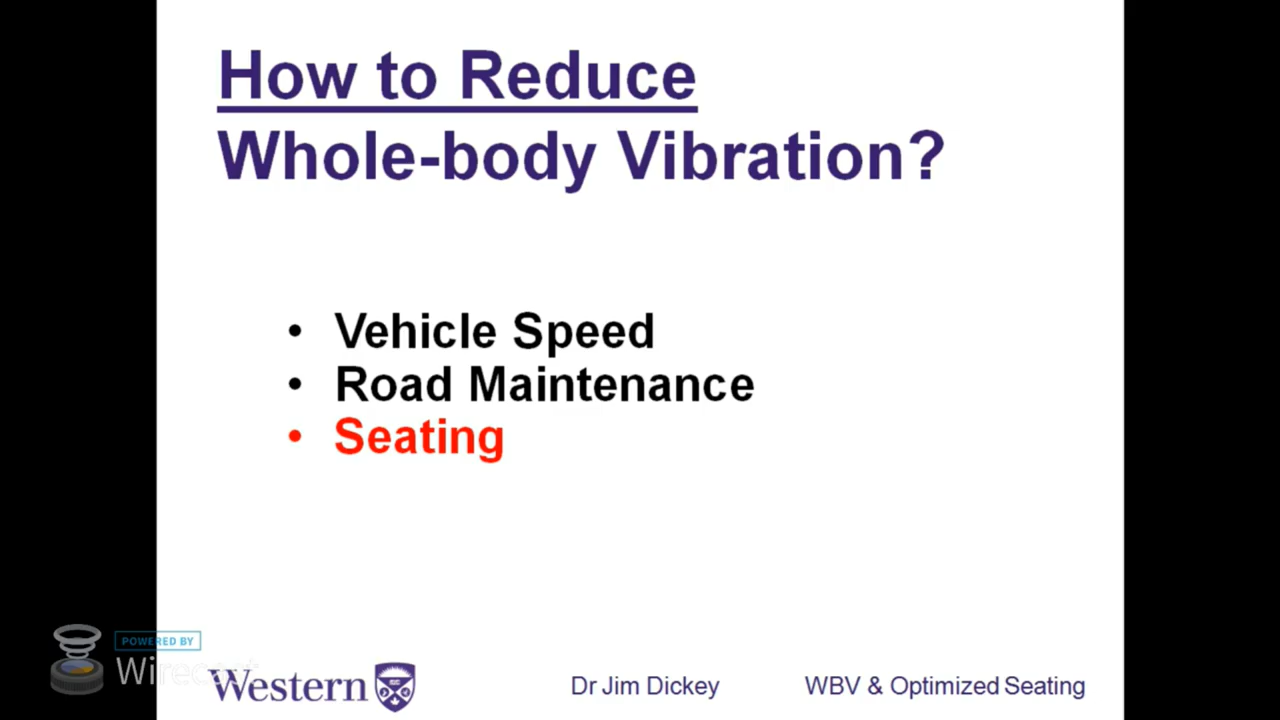 How to Reduce
Whole-body Vibration?
• Vehicle Speed
• Road Maintenance
• Seating
POWERED BY
Wirecast
Western
Dr Jim Dickey
WBV & Optimized Seating